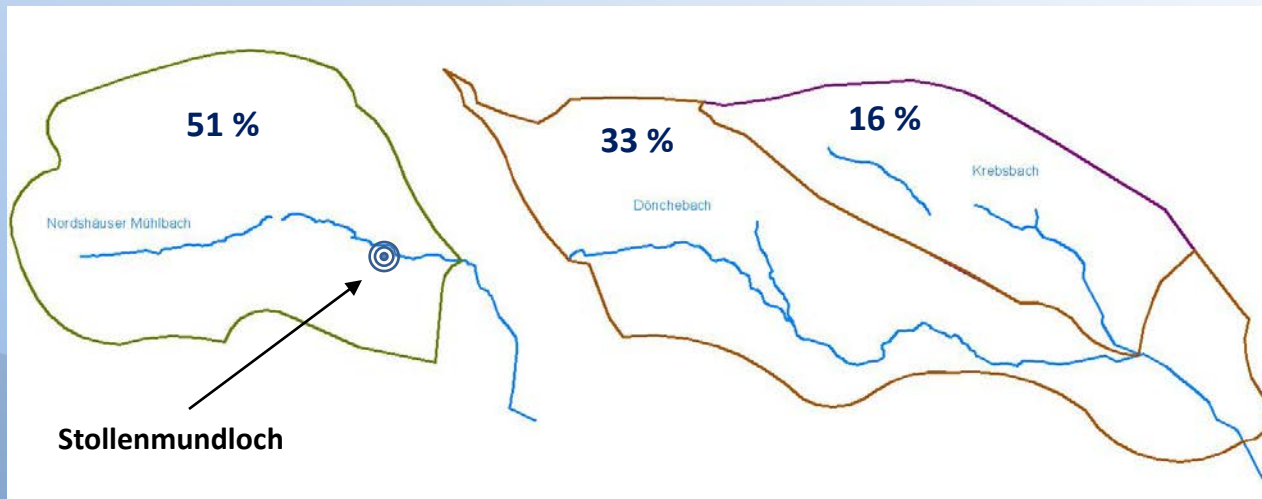 51 %
33 %
16 %
Krebsbach
Dönchebach
Nordshäuser Mühlbach
Stollenmundloch